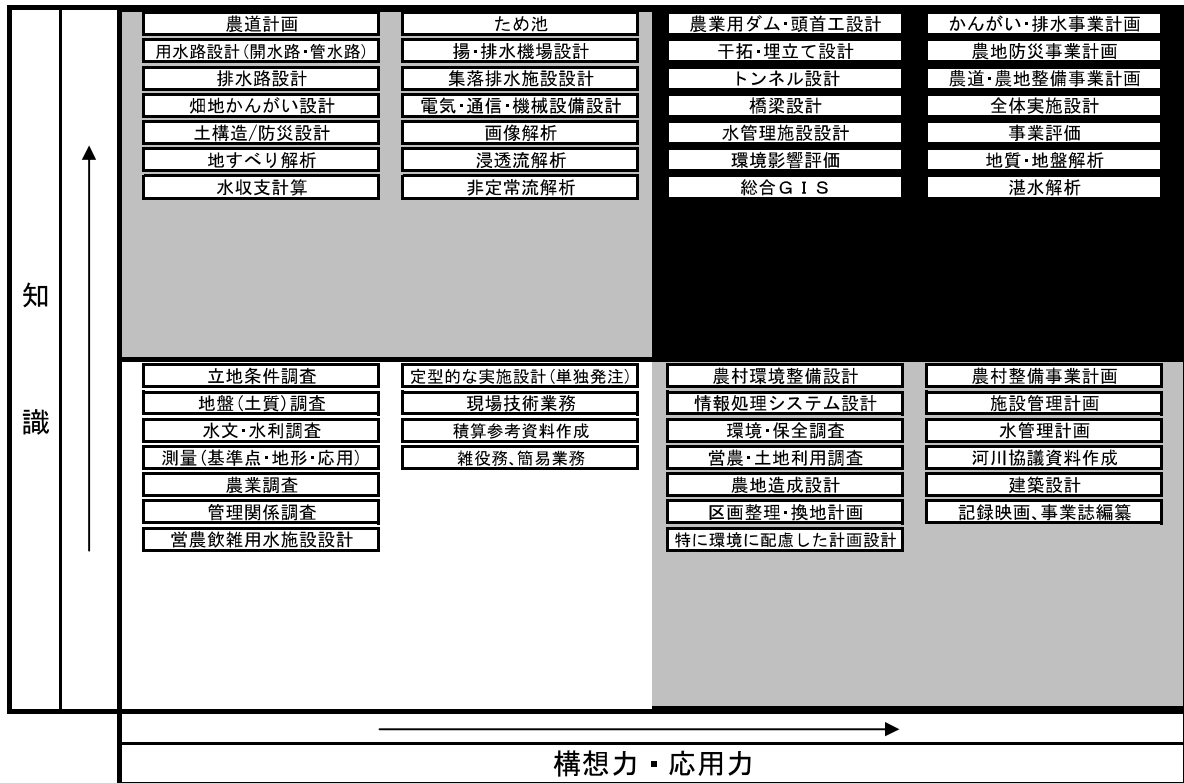 農道計画
用水路設計(開水路・管水路)
排水路設計
畑地かんがい設計
土構造/防災設計
地すべり解析
水収支計算
ため池
揚・排水機場設計
集落排水施設設計
電気・通信・機械設備設計
画像解析
浸透流解析
非定常流解析
農業用ダム・頭首工設計
干拓・埋立て設計
トンネル設計
橋梁設計
水管理施設設計
環境影響評価
総合GIS
かんがい・排水事業計画
農地防災事業計画
農道・農地整備事業計画
全体実施設計
事業評価
地質・地盤解析
湛水解析
知識
立地条件調査
地盤(土質)調査
水文・水利調査
測量(基準点・地形・応用)
農業調査
管理関係調査
営農飲雑用水施設設計
定型的な実施設計(単独発注)
現場技術業務
積算参考資料作成
雑役務、簡易業務
農村環境整備設計
情報処理システム設計
環境・保全調査
営農・土地利用調査
農地造成設計
区画整理・換地計画
特に環境に配慮した計画設計
農村整備事業計画
施設管理計画
水管理計画
河川協議資料作成
建築設計
記録映画、事業誌編纂
構想力・応用力